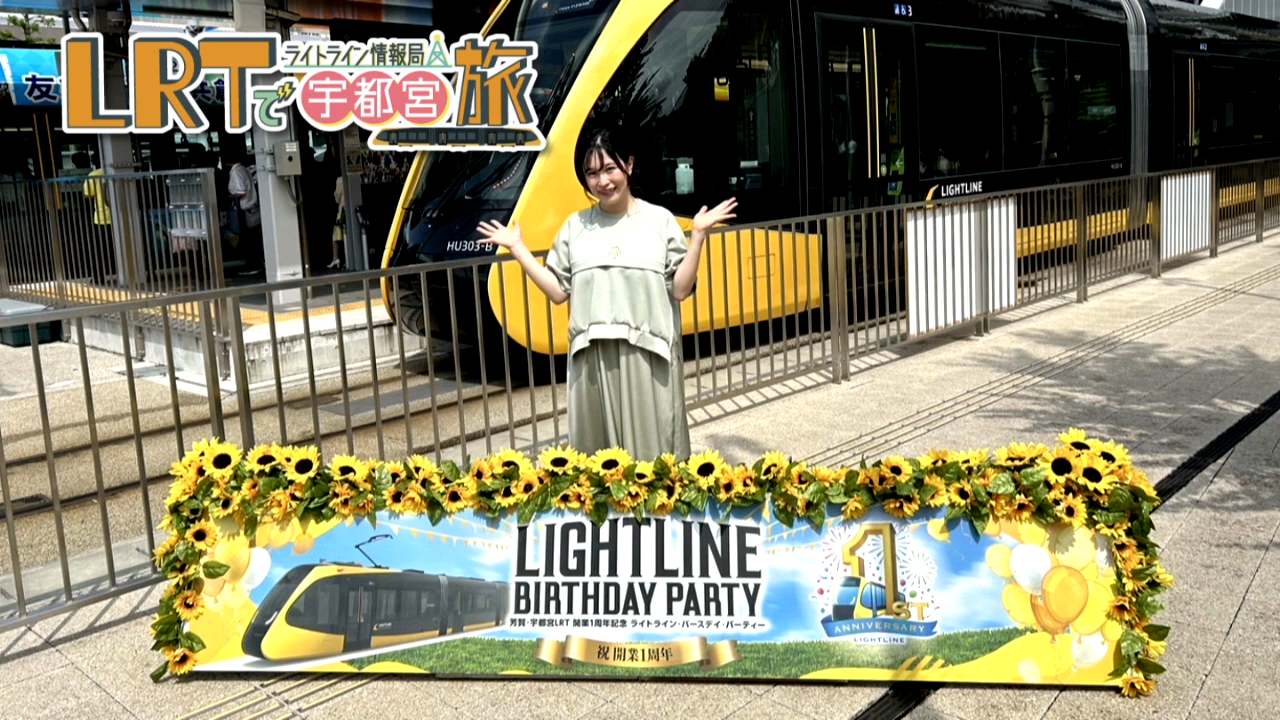 LRTで宇都宮旅
ライトライン情報局
友
3
HU303-B
LIGHTLINE
LIGHTLINE
BIRTHDAY PARTY
芳賀・宇都宮LRT 開業1周年記念 ライトライン・バースデイ・パーティー
祝 開業1周年
1ST
ANNIVERSARY
LIGHTLINE